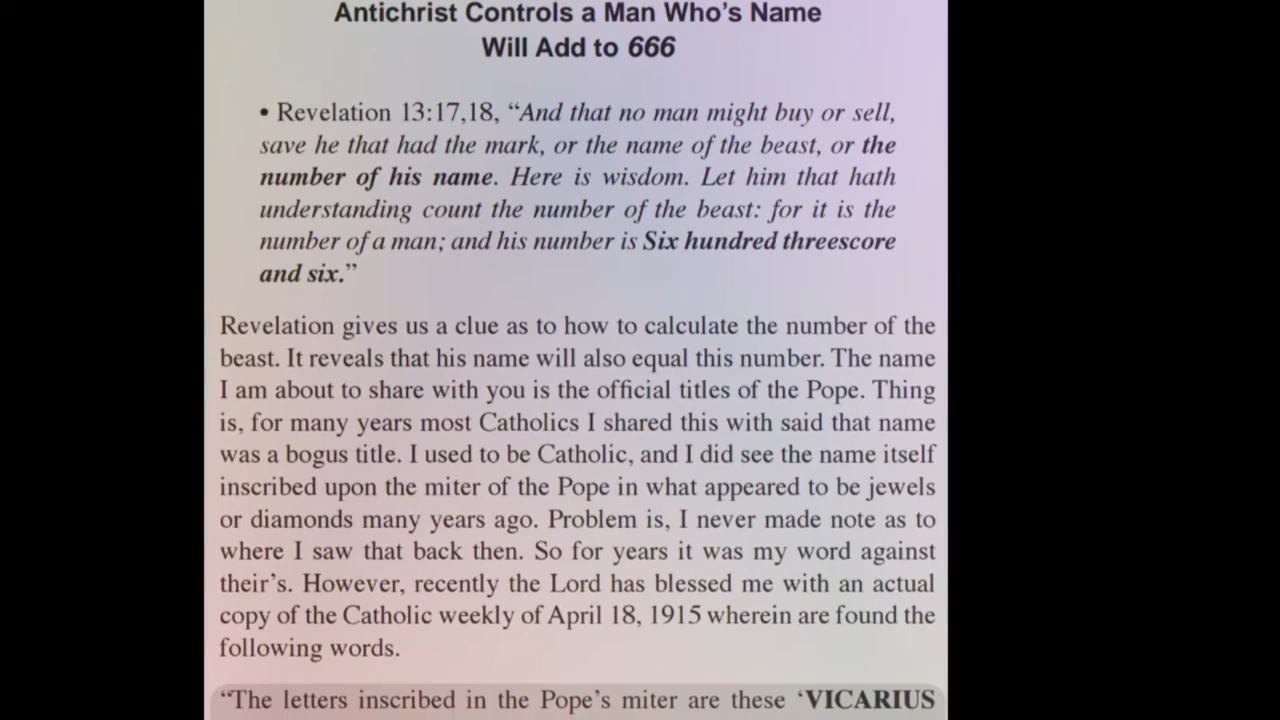 Antichrist Controls a Man Who's Name
Will Add to 666
• Revelation 13:17,18, “And that no man might buy or sell,
save he that had the mark, or the name of the beast, or the
number of his name. Here is wisdom. Let him that hath
understanding count the number of the beast: for it is the
number of a man; and his number is Six hundred threescore
and six.”
Revelation gives us a clue as to how to calculate the number of the
beast. It reveals that his name will also equal this number. The name
I am about to share with you is the official titles of the Pope. Thing
is, for many years most Catholics I shared this with said that name
was a bogus title. I used to be Catholic, and I did see the name itself
inscribed upon the miter of the Pope in what appeared to be jewels
or diamonds many years ago. Problem is, I never made note as to
where I saw that back then. So for years it was my word against
their's. However, recently the Lord has blessed me with an actual
copy of the Catholic weekly of April 18, 1915 wherein are found the
following words.
“The letters inscribed in the Pope's miter are these ‘VICARIUS